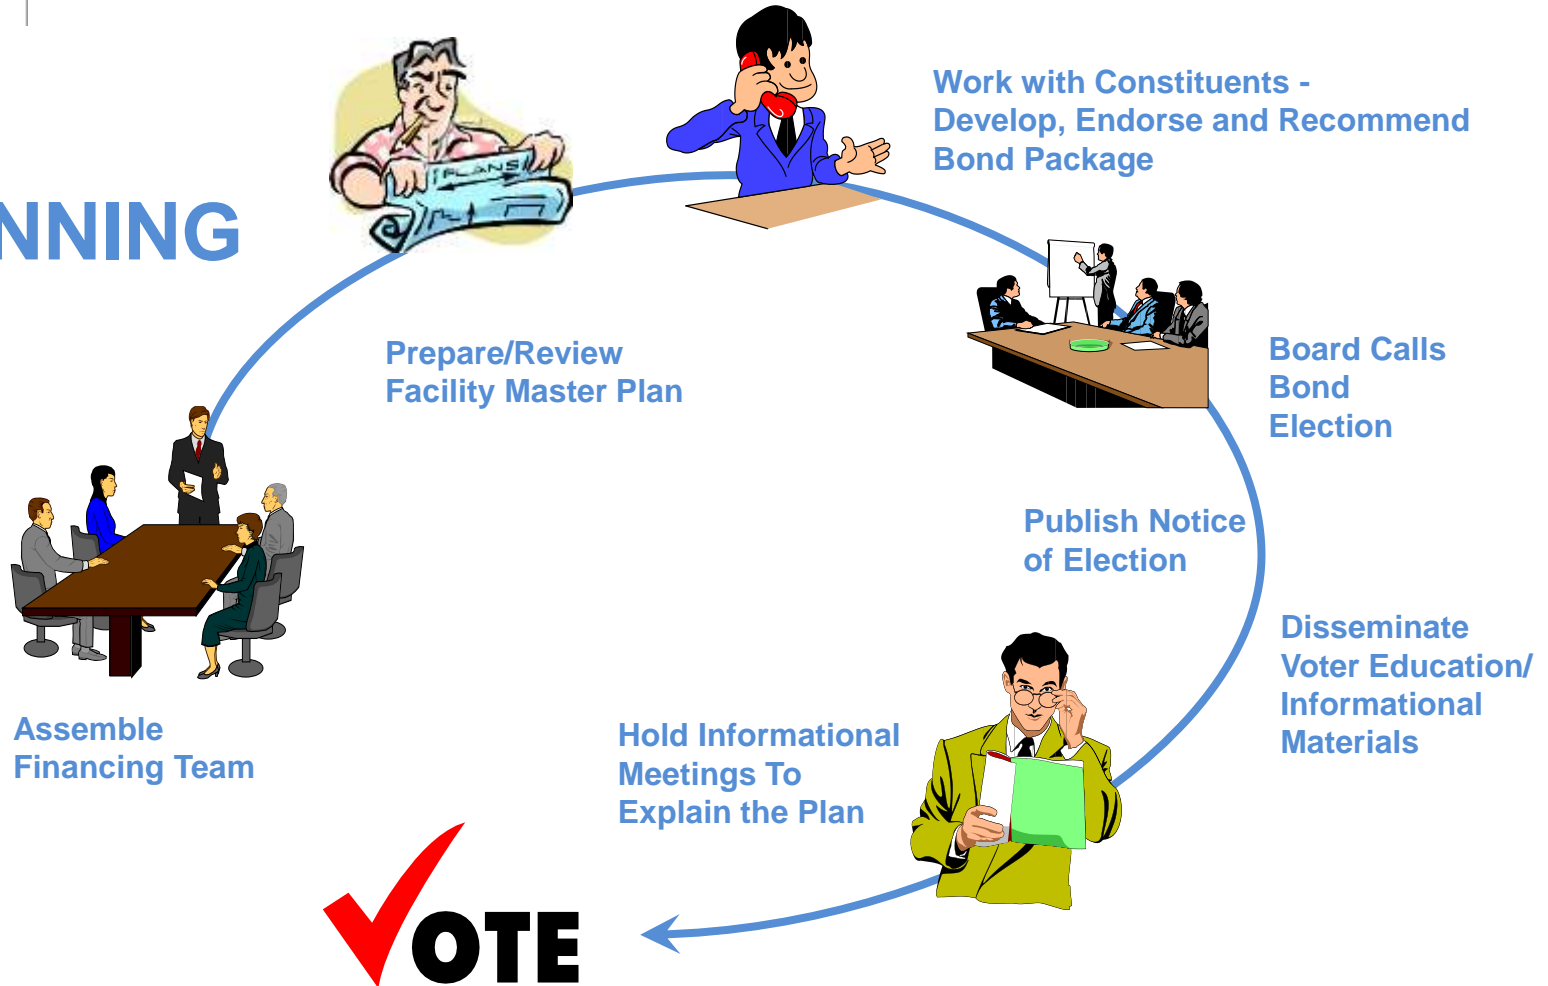 NNING
PLANS
Work with Constituents -
Develop, Endorse and Recommend
Bond Package
Prepare/Review
Facility Master Plan
Board Calls
Bond
Election
Publish Notice
of Election
Disseminate
Voter Education/
Informational
Materials
Assemble
Financing Team
Hold Informational
Meetings To
Explain the Plan
VOTE